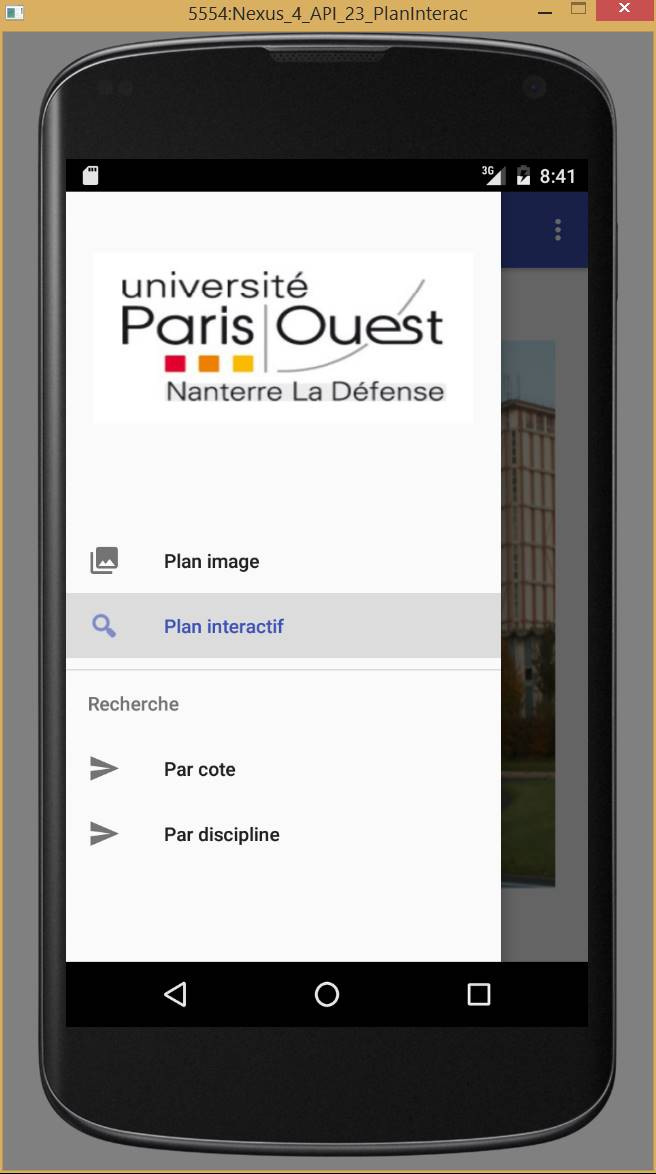 5554:Nexus_4_API_23_PlanInterac
3G 8:41
université
Paris Ouest
Nanterre La Défense
Plan image
Plan interactif
Recherche
Par cote
Par discipline